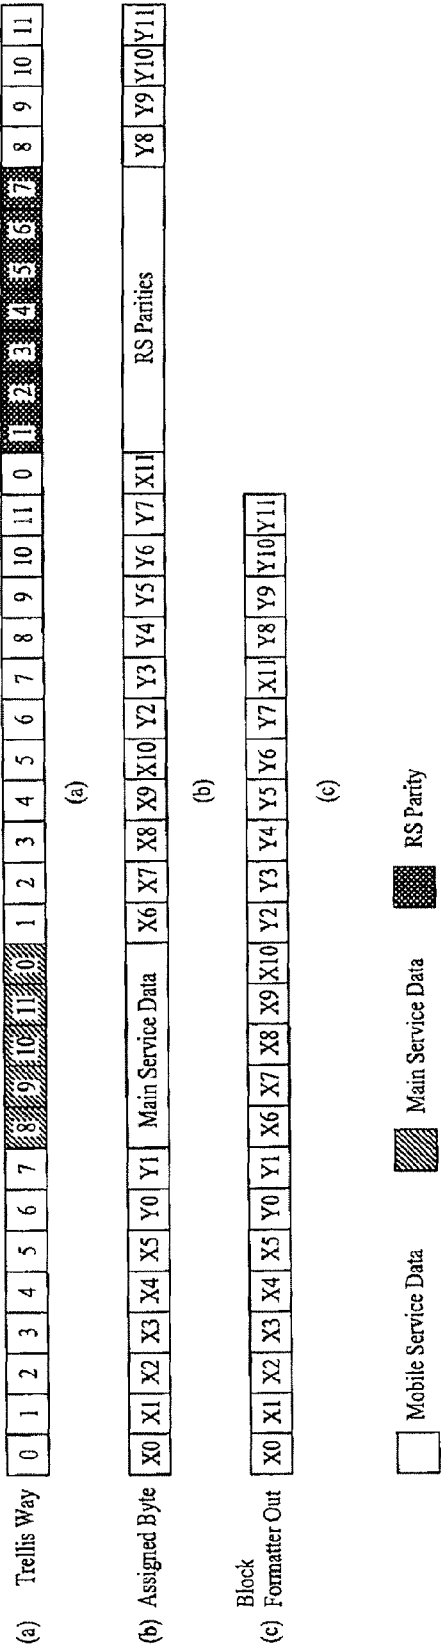 (a) Trellis Way 0 1 2 3 4 5 6 7 8 9 10 11 0 1 2 3 4 5 6 7 8 9 10 11 0 1 2 3 4 5 6 7 8 9 10 11
(a)
(b) Assigned Byte X0 X1 X2 X3 X4 X5 Y0 Y1 Main Service Data X6 X7 X8 X9 X10 Y2 Y3 Y4 Y5 Y6 Y7 X11 RS Parities Y8 Y9 Y10 Y11
(b)
Block
(c) Formatter Out X0 X1 X2 X3 X4 X5 Y0 Y1 X6 X7 X8 X9 X10 Y2 Y3 Y4 Y5 Y6 Y7 X11 Y8 Y9 Y10 Y11
(c)
Mobile Service Data Main Service Data RS Parity